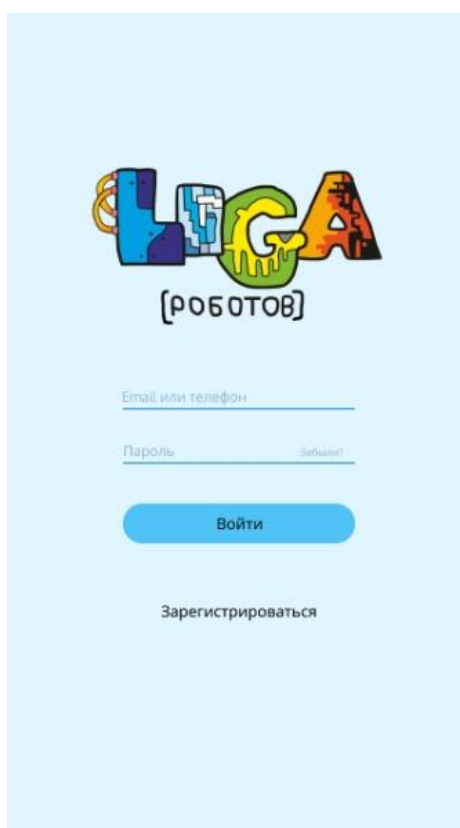 LIGA
[РОБОТОВ]
Email или телефон
Пароль Забыли?
Войти
Зарегистрироваться